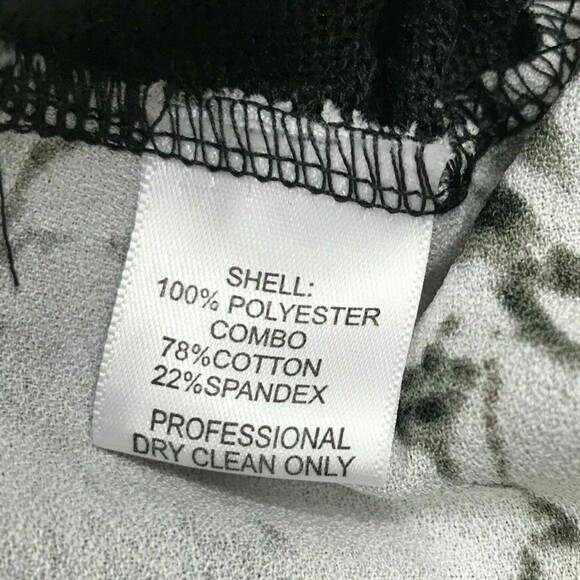 SHELL:
100% POLYESTER
COMBO
78%COTTON
22%SPANDEX
PROFESSIONAL
DRY CLEAN ONLY